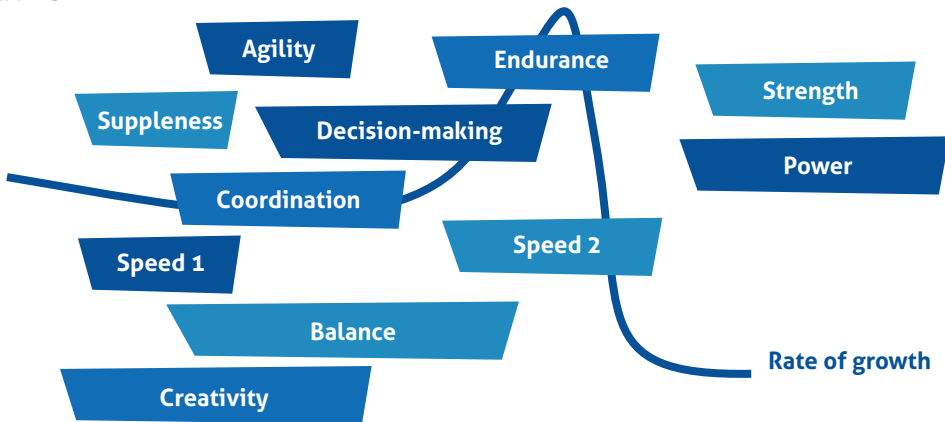 Agility
Endurance
Strength
Suppleness
Decision-making
Power
Coordination
Speed 2
Speed 1
Balance
Rate of growth
Creativity